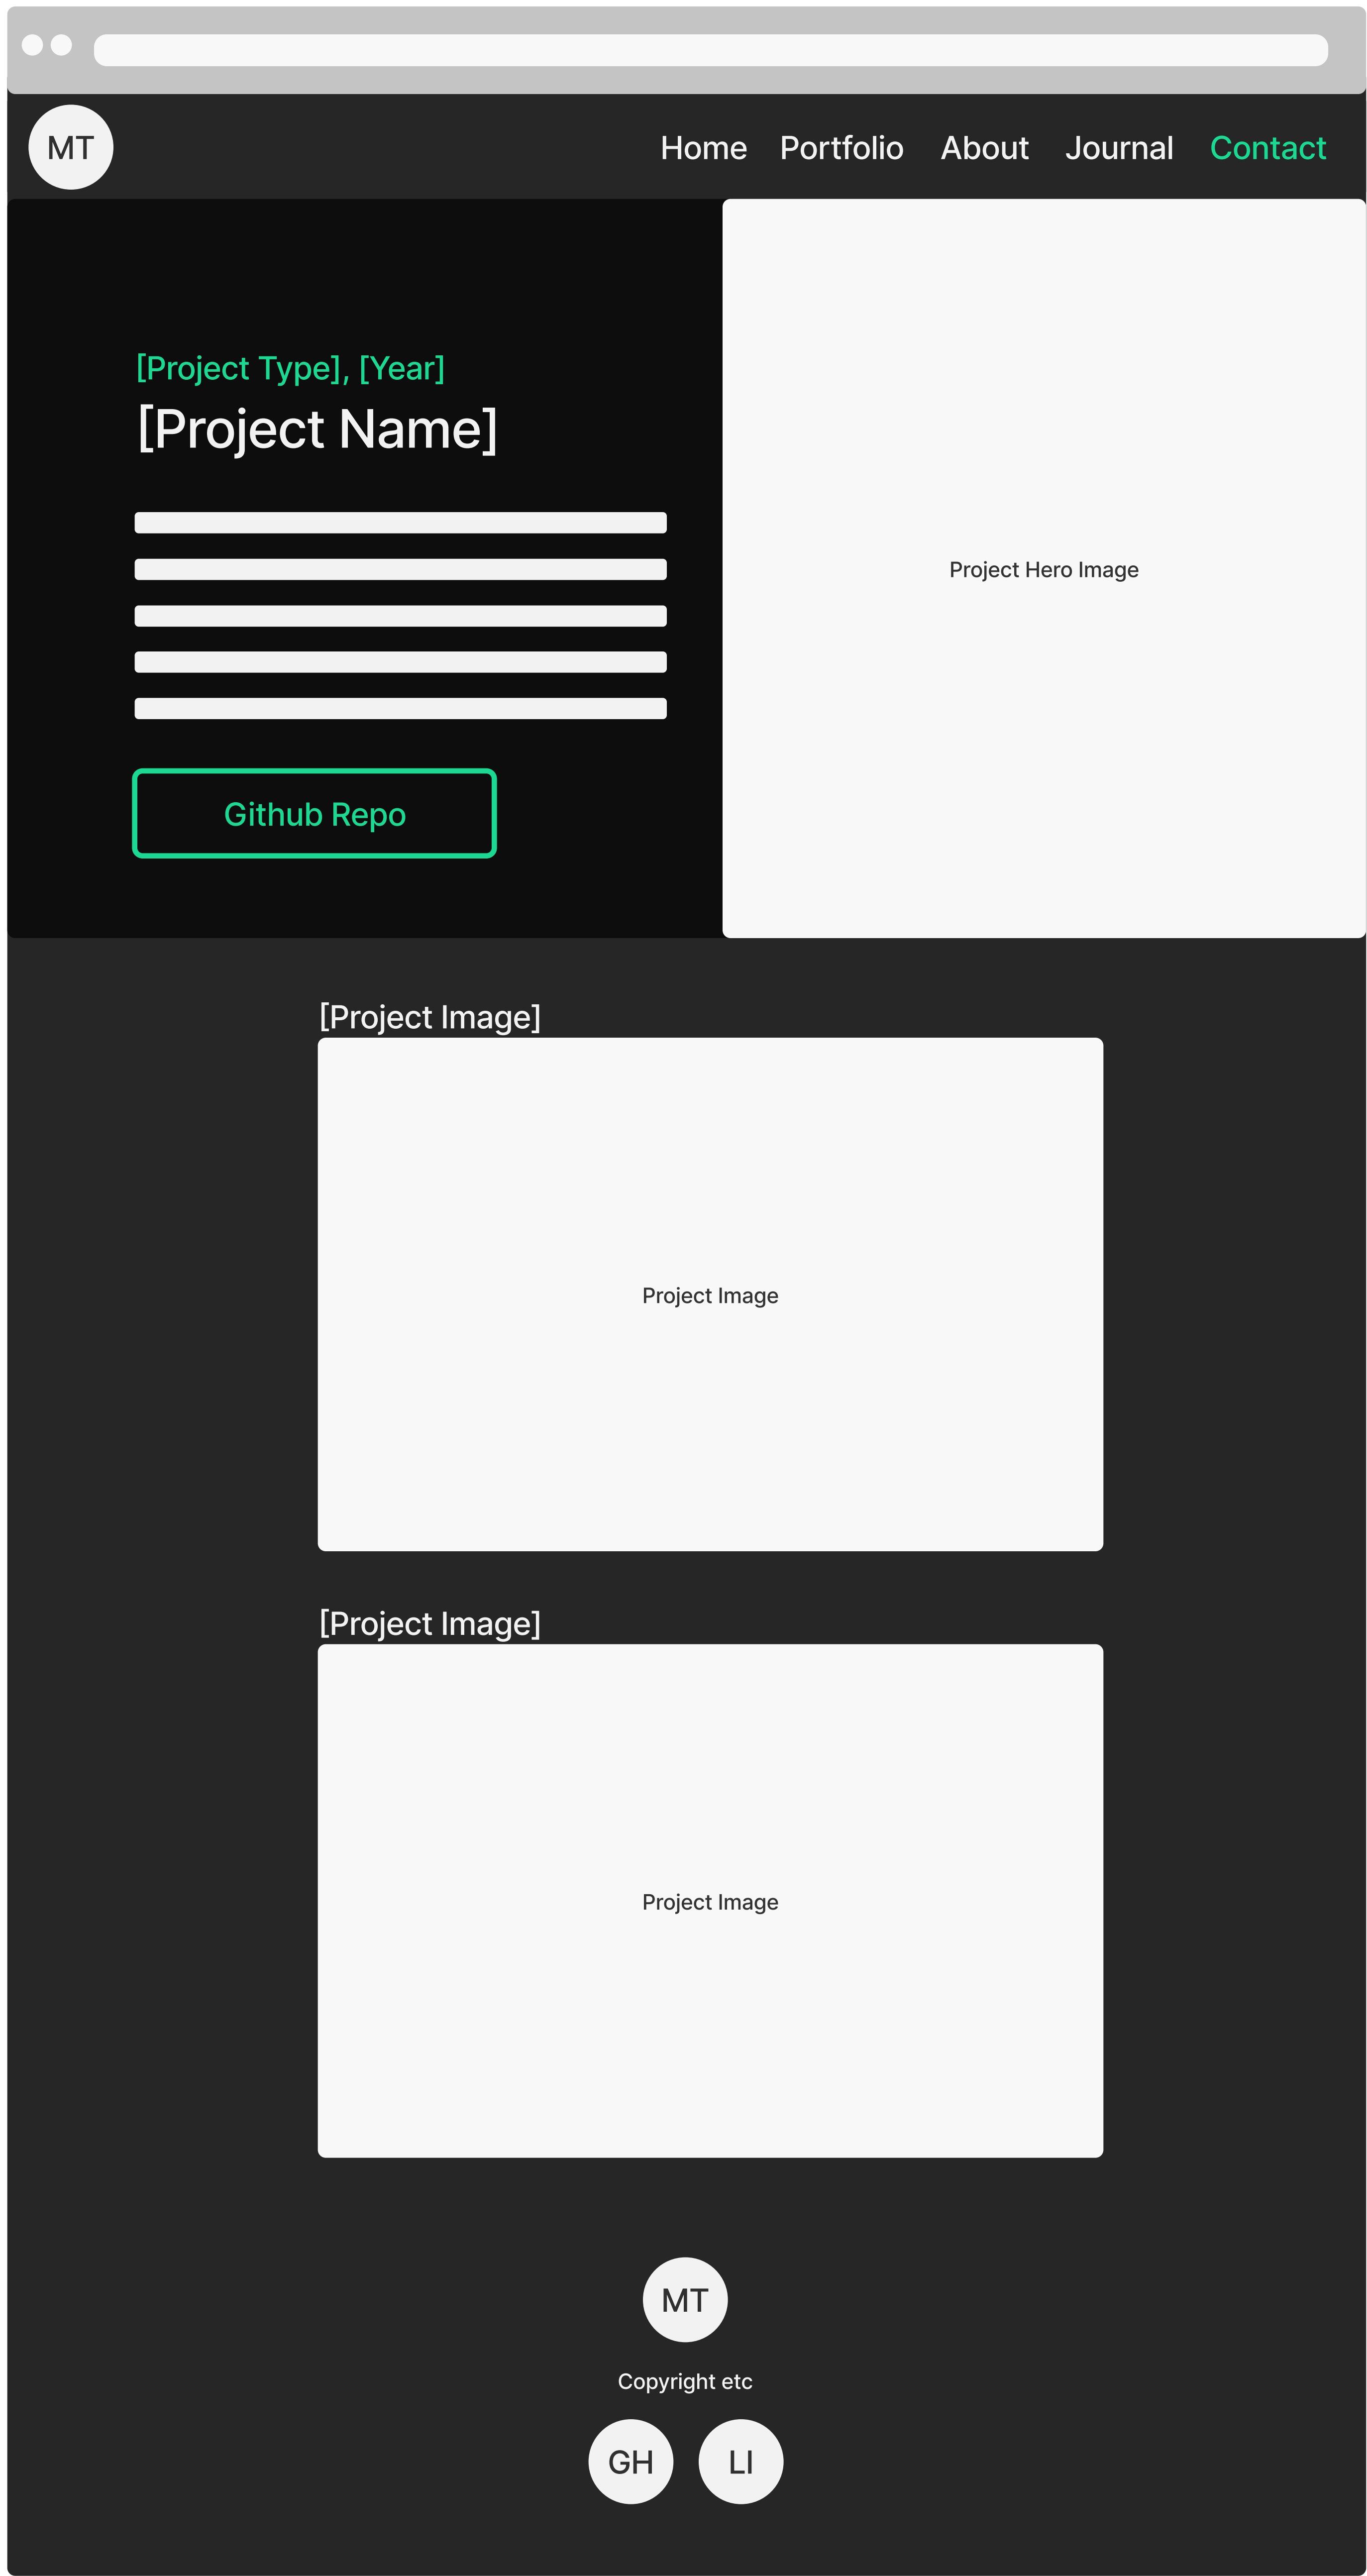 MT
Home Portfolio About Journal Contact
[Project Type], [Year]
[Project Name]
Github Repo
Project Hero Image
[Project Image]
Project Image
[Project Image]
Project Image
MT
Copyright etc
GH LI